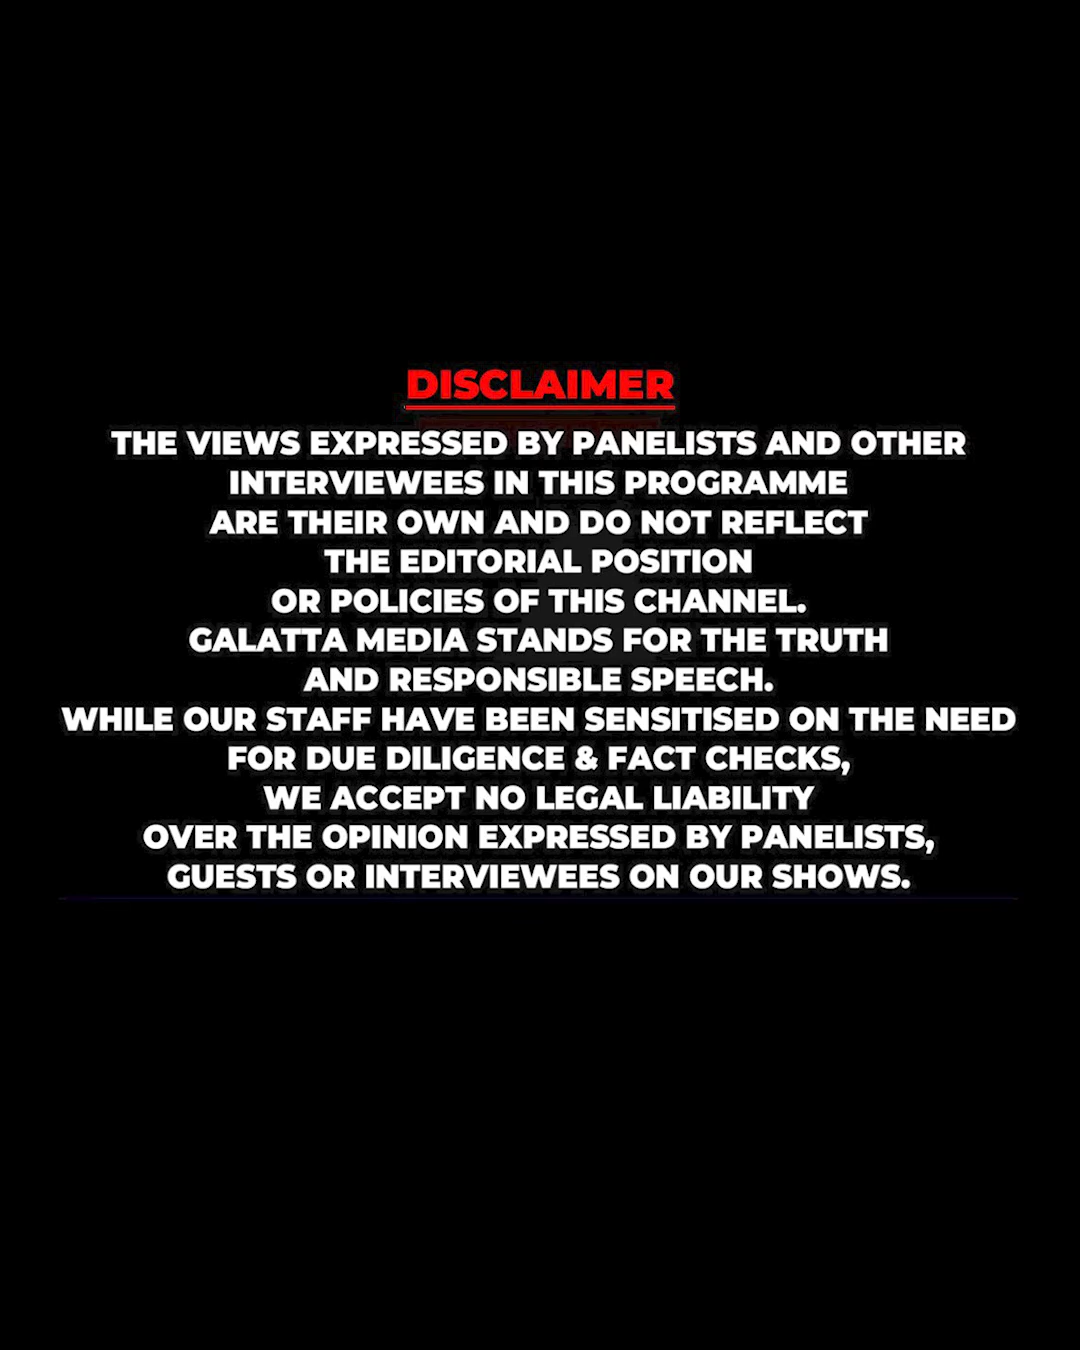 DISCLAIMER
THE VIEWS EXPRESSED BY PANELISTS AND OTHER
INTERVIEWEES IN THIS PROGRAMME
ARE THEIR OWN AND DO NOT REFLECT
THE EDITORIAL POSITION
OR POLICIES OF THIS CHANNEL.
GALATTA MEDIA STANDS FOR THE TRUTH
AND RESPONSIBLE SPEECH.
WHILE OUR STAFF HAVE BEEN SENSITISED ON THE NEED
FOR DUE DILIGENCE & FACT CHECKS,
WE ACCEPT NO LEGAL LIABILITY
OVER THE OPINION EXPRESSED BY PANELISTS,
GUESTS OR INTERVIEWEES ON OUR SHOWS.